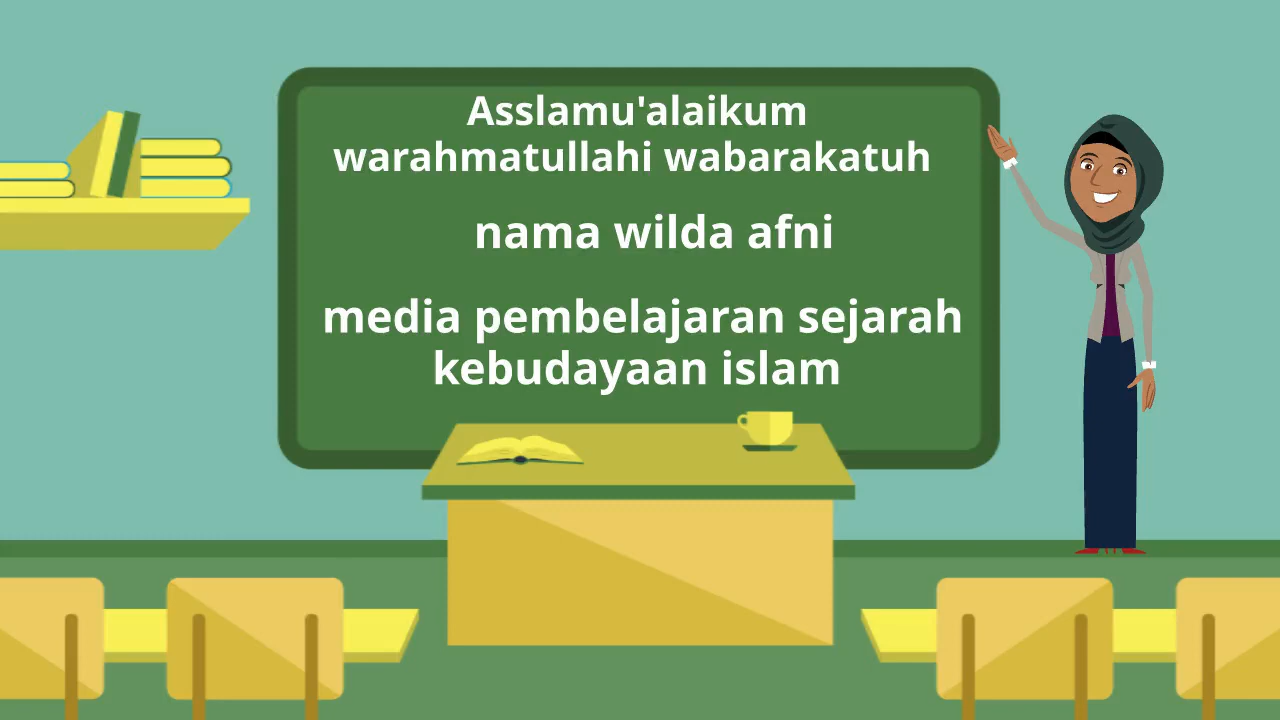 Asslamu'alaikum
warahmatullahi wabarakatuh
nama wilda afni
media pembelajaran sejarah
kebudayaan islam